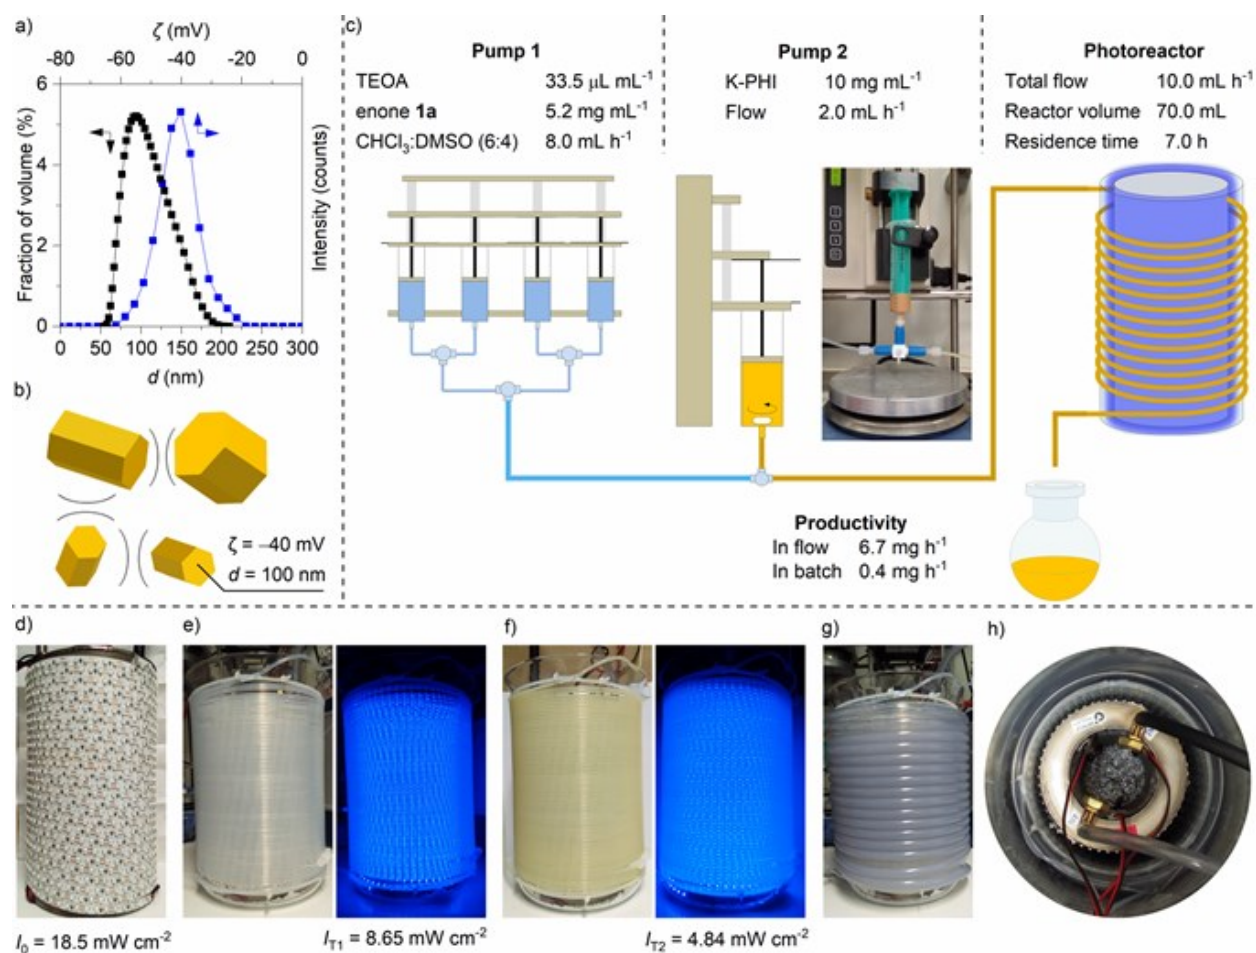 a)
ζ (mV)
-80 -60 -40 -20 0
Fraction of volume (%)
6
4
2
0
Intensity (counts)
0 50 100 150 200 250 300
d (nm)
b)
ζ = –40 mV
d = 100 nm
c)
Pump 1
TEOA 33.5 µL mL⁻¹
enone 1a 5.2 mg mL⁻¹
CHCl₃:DMSO (6:4) 8.0 mL h⁻¹
Pump 2
K-PHI 10 mg mL⁻¹
Flow 2.0 mL h⁻¹
Photoreactor
Total flow 10.0 mL h⁻¹
Reactor volume 70.0 mL
Residence time 7.0 h
Productivity
In flow 6.7 mg h⁻¹
In batch 0.4 mg h⁻¹
d)
e)
f)
g)
h)
I₀ = 18.5 mW cm⁻²
I_T1 = 8.65 mW cm⁻²
I_T2 = 4.84 mW cm⁻²